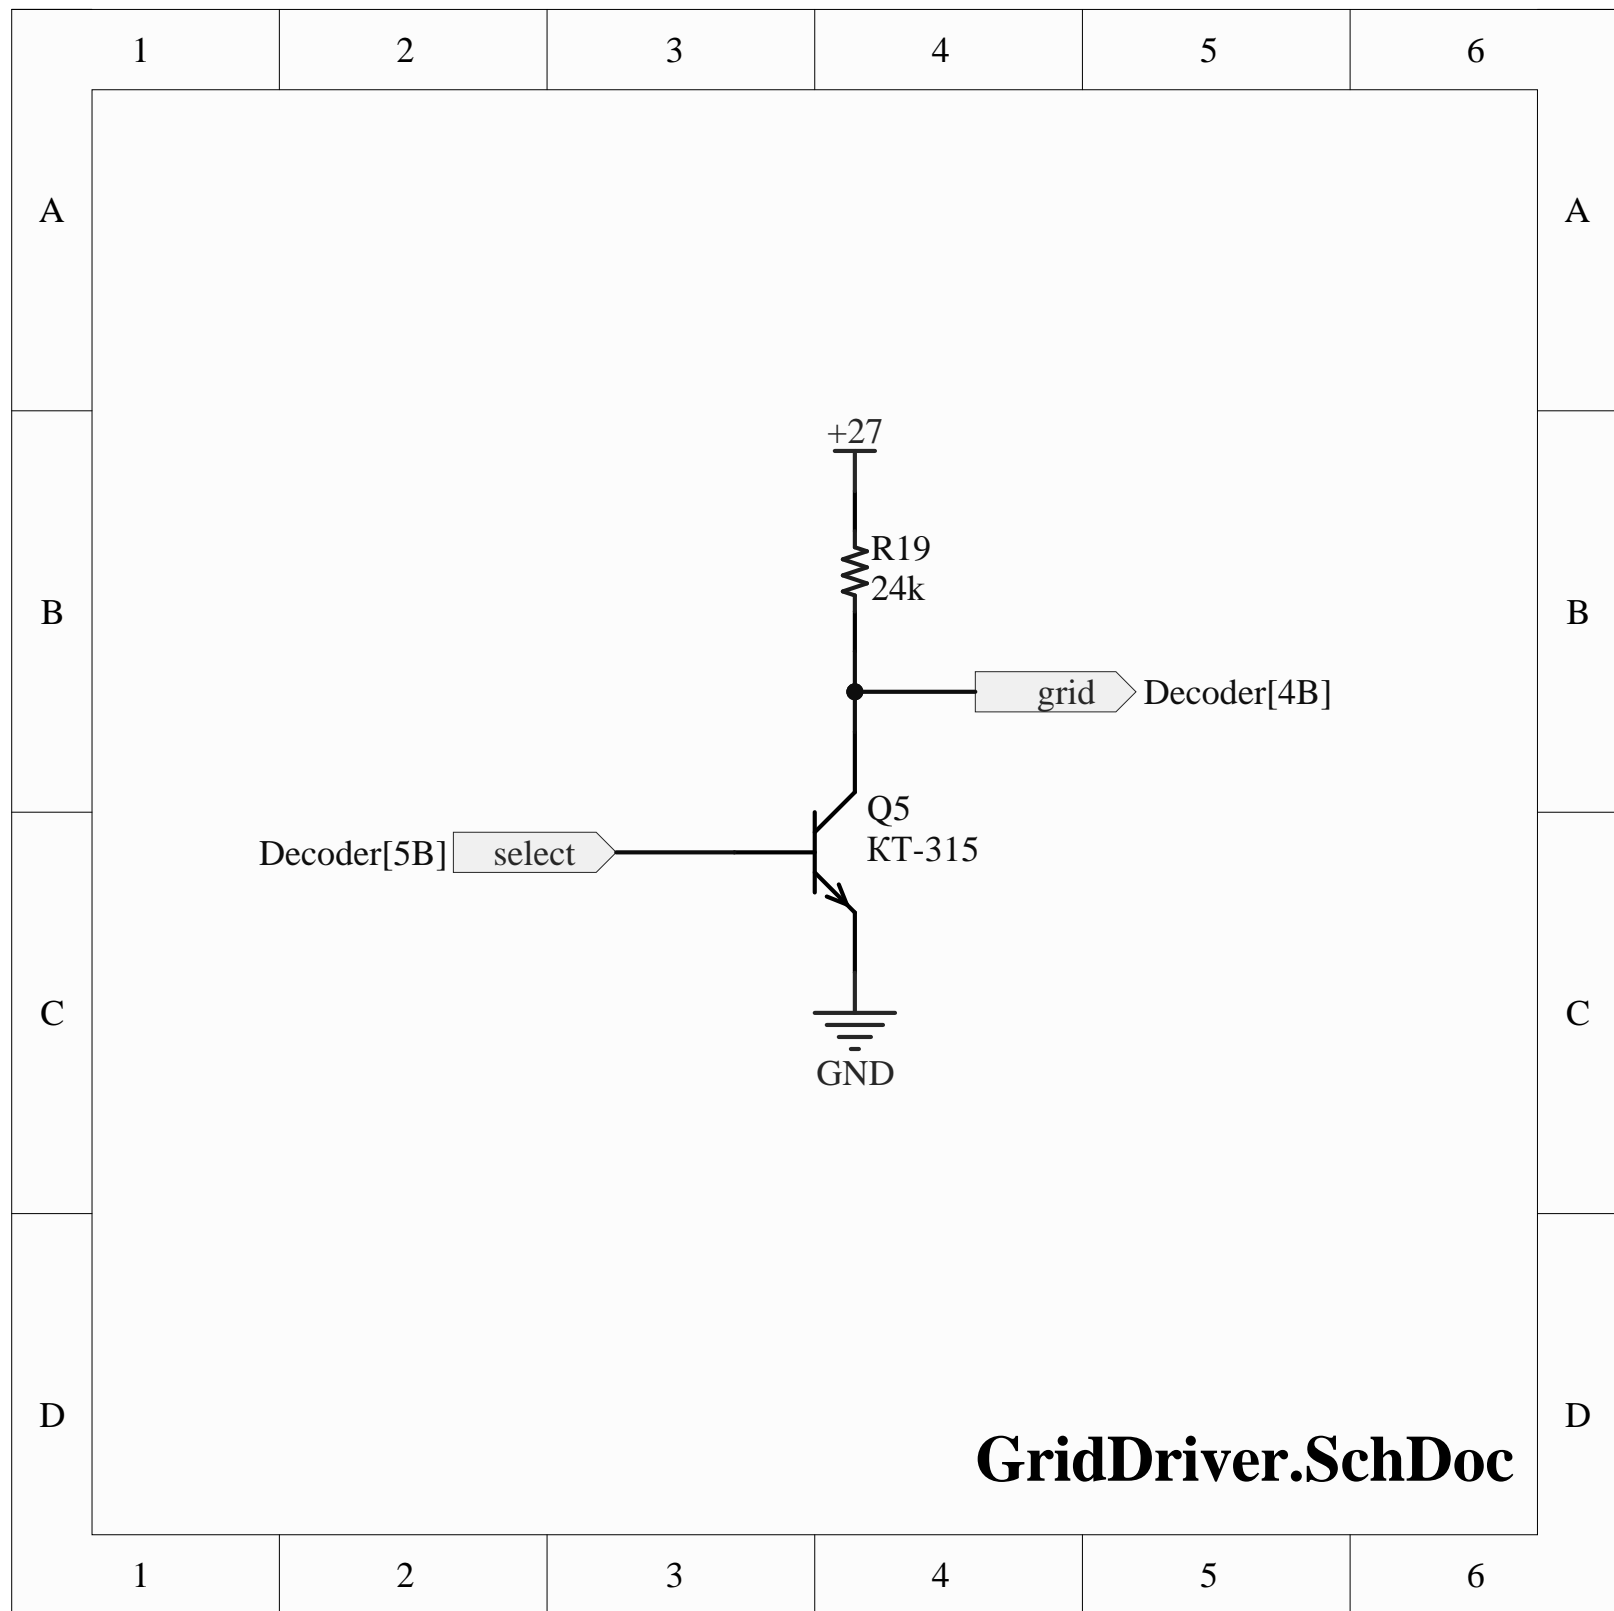 1 2 3 4 5 6
A A
+27
R19
24k
B B
grid Decoder[4B]
Q5
КТ-315
Decoder[5B] select
C C
GND
D D
GridDriver.SchDoc
1 2 3 4 5 6